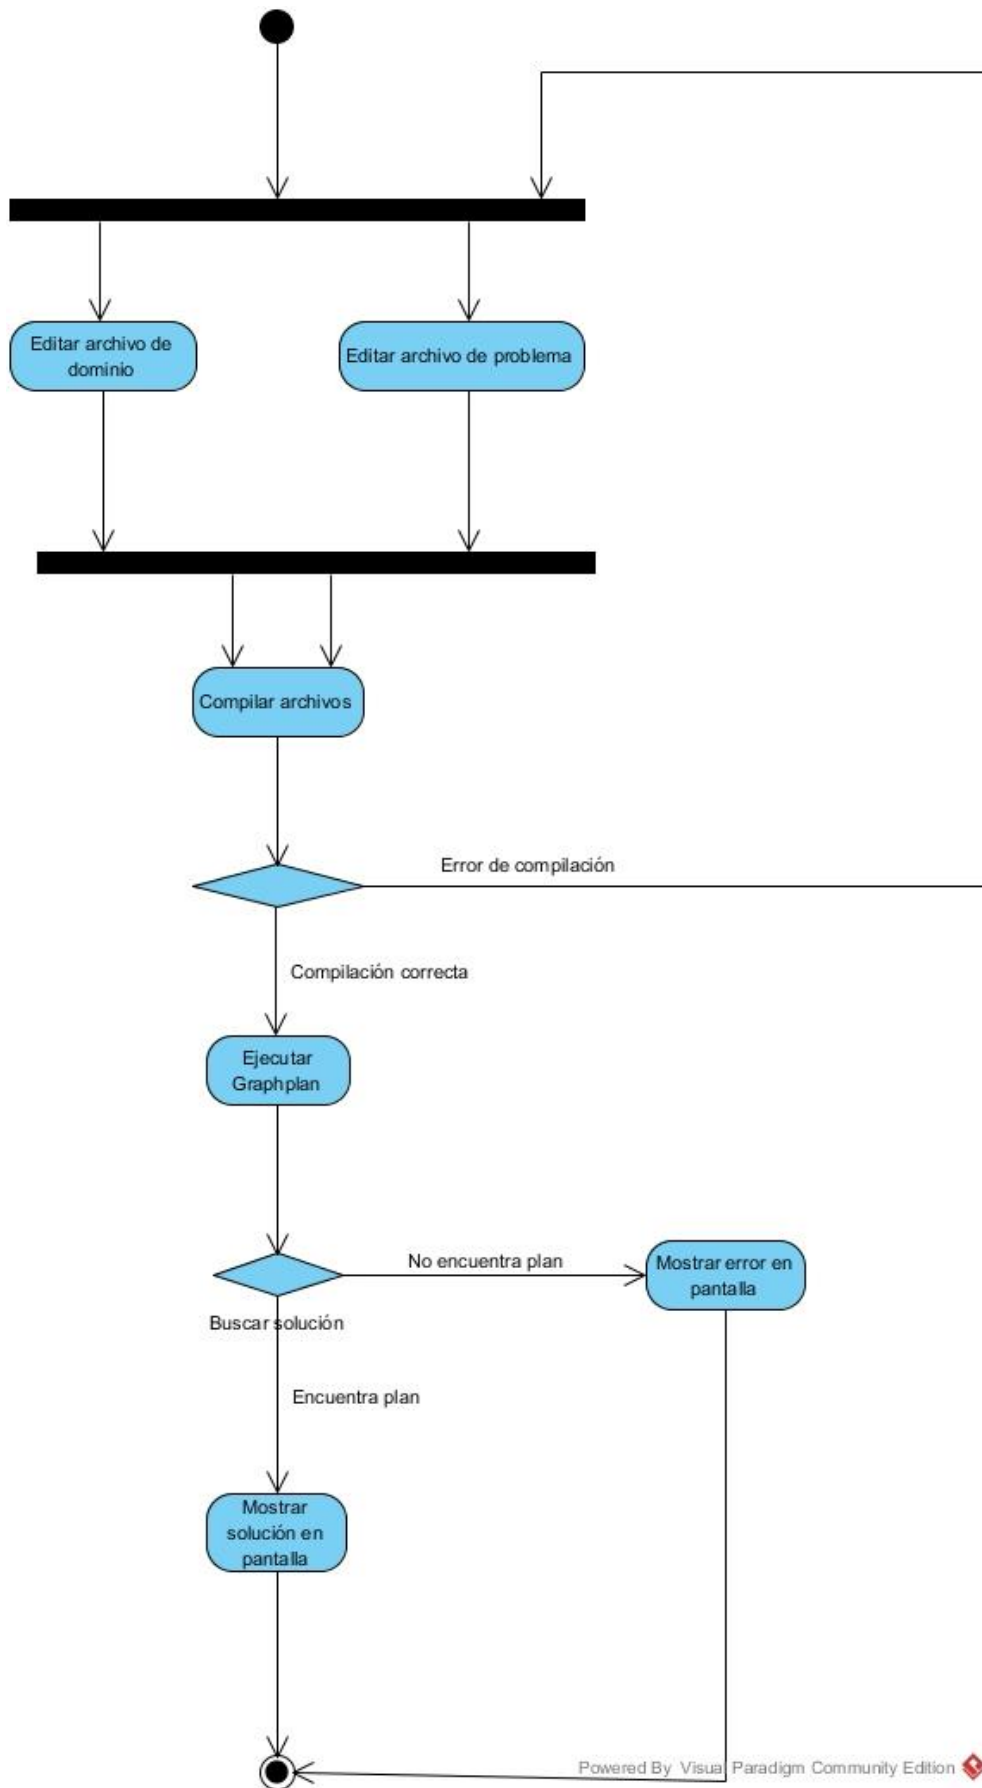 Editar archivo de
dominio
Editar archivo de problema
Compilar archivos
Error de compilación
Compilación correcta
Ejecutar
Graphplan
No encuentra plan
Mostrar error en
pantalla
Buscar solución
Encuentra plan
Mostrar
solución en
pantalla
Powered By Visual Paradigm Community Edition